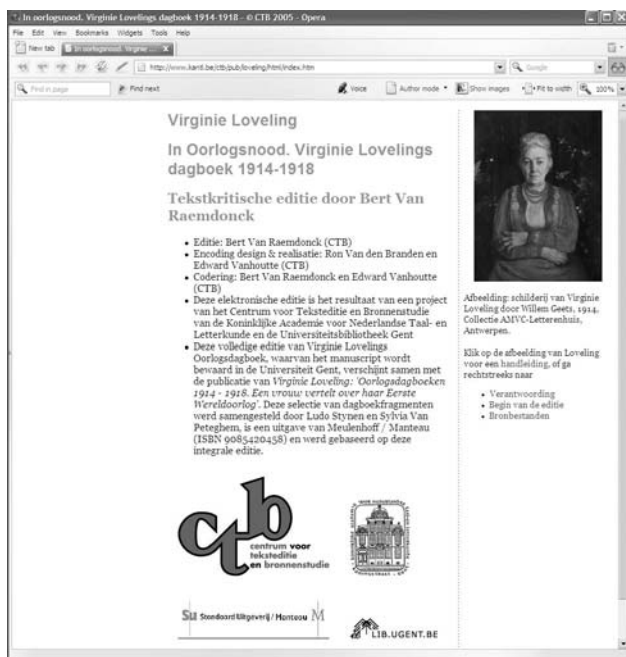 In oorlogsnood. Virginie Lovelings dagboek 1914-1918 - © CTB 2005 - Opera
File Edit View Bookmarks Widgets Tools Help
New tab In oorlogsnood. Virginie ...
http://www.kantl.be/ctb/pub/loveling/html/index.htm
Google
Find in page Find next Voice Author mode Show images Fit to width 100%
Virginie Loveling
In Oorlogsnood. Virginie Lovelings
dagboek 1914-1918
Tekstkritische editie door Bert Van
Raemdonck
• Editie: Bert Van Raemdonck (CTB)
• Encoding design & realisatie: Ron Van den Branden en
Edward Vanhoutte (CTB)
• Codering: Bert Van Raemdonck en Edward Vanhoutte
(CTB)
• Deze elektronische editie is het resultaat van een project
van het Centrum voor Teksteditie en Bronnenstudie
van de Koninklijke Academie voor Nederlandse Taal- en
Letterkunde en de Universiteitsbibliotheek Gent
• Deze volledige editie van Virginie Lovelings
Oorlogsdagboek, waarvan het manuscript wordt
bewaard in de Universiteit Gent, verschijnt samen met
de publicatie van Virginie Loveling: 'Oorlogsdagboeken
1914 - 1918. Een vrouw vertelt over haar Eerste
Wereldoorlog'. Deze selectie van dagboekfragmenten
werd samengesteld door Ludo Stynen en Sylvia Van
Peteghem, is een uitgave van Meulenhoff / Manteau
(ISBN 9085420458) en werd gebaseerd op deze
integrale editie.
ctb
centrum voor
teksteditie
en bronnenstudie
Su Standaard Uitgeverij / Manteau M
LIB.UGENT.BE
Afbeelding: schilderij van Virginie
Loveling door Willem Geets, 1914,
Collectie AMVC-Letterenhuis,
Antwerpen.
Klik op de afbeelding van Loveling
voor een handleiding, of ga
rechtstreeks naar
• Verantwoording
• Begin van de editie
• Bronbestanden